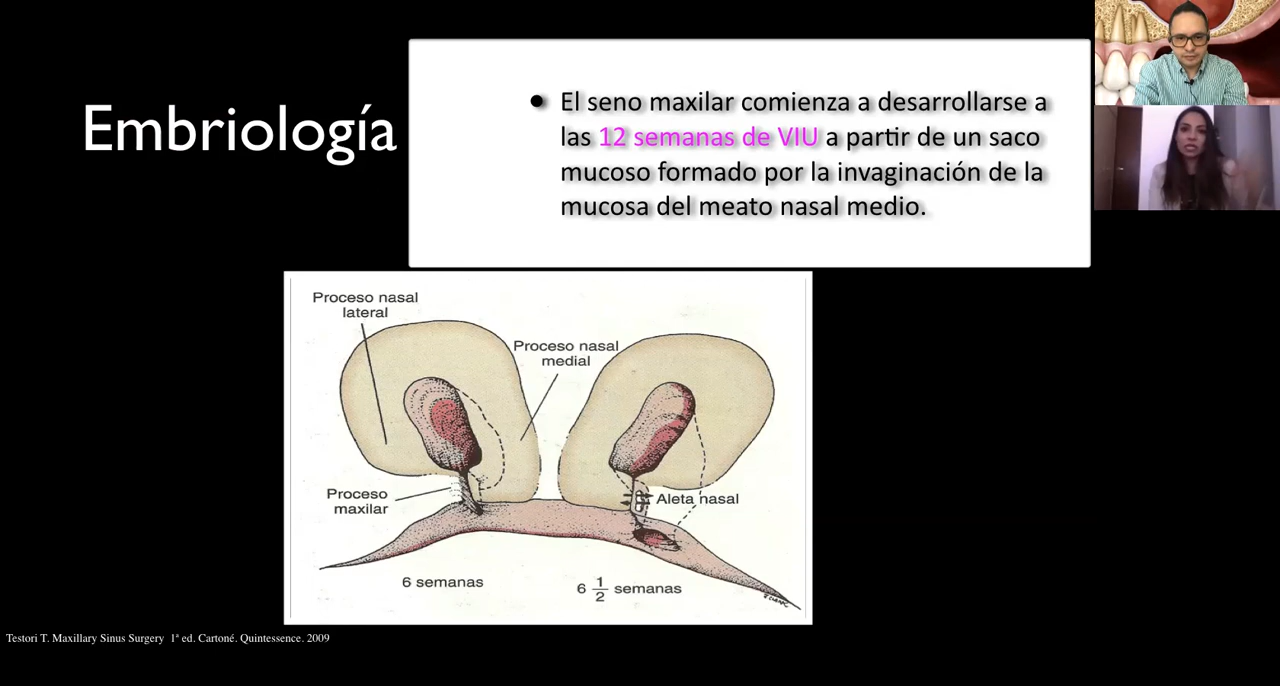 Embriología
• El seno maxilar comienza a desarrollarse a
las 12 semanas de VIU a partir de un saco
mucoso formado por la invaginación de la
mucosa del meato nasal medio.
Proceso nasal
lateral
Proceso nasal
medial
Proceso
maxilar
Aleta nasal
6 semanas
6 1/2 semanas
Testori T. Maxillary Sinus Surgery 1ª ed. Cartoné. Quintessence. 2009